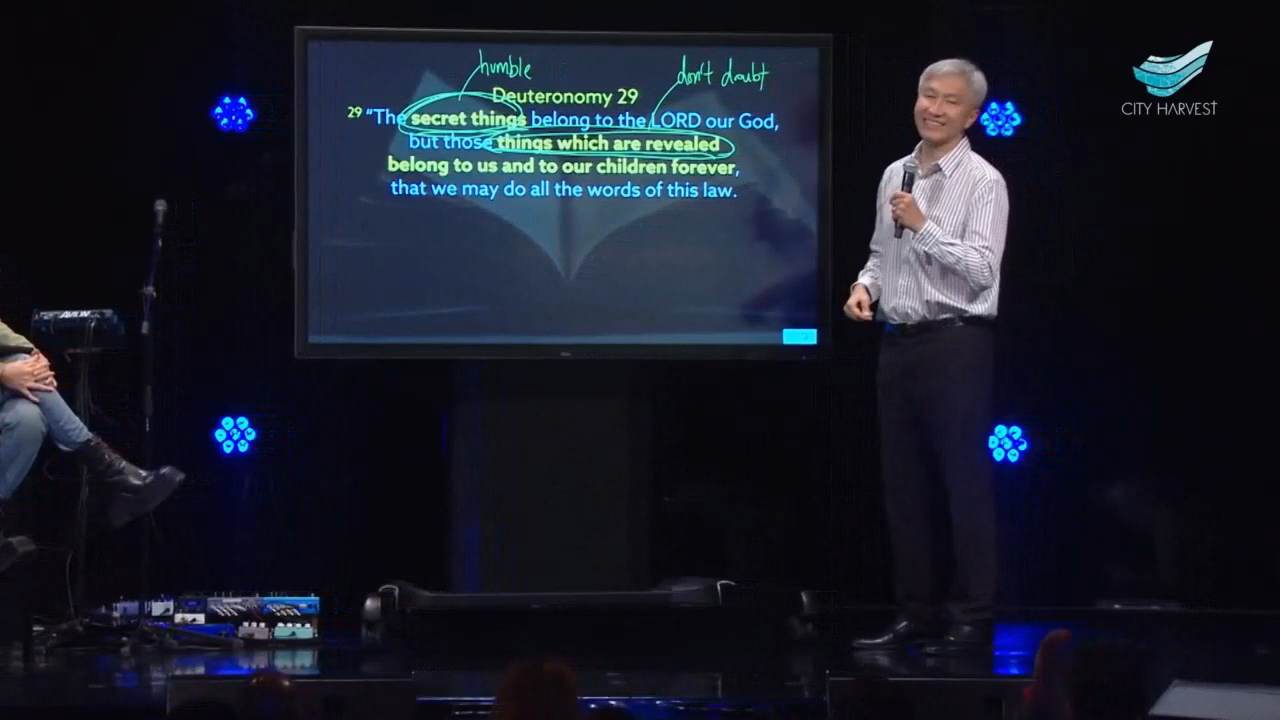 humble
don't doubt
Deuteronomy 29
29 “The secret things belong to the LORD our God,
but those things which are revealed
belong to us and to our children forever,
that we may do all the words of this law.
CITY HARVEST